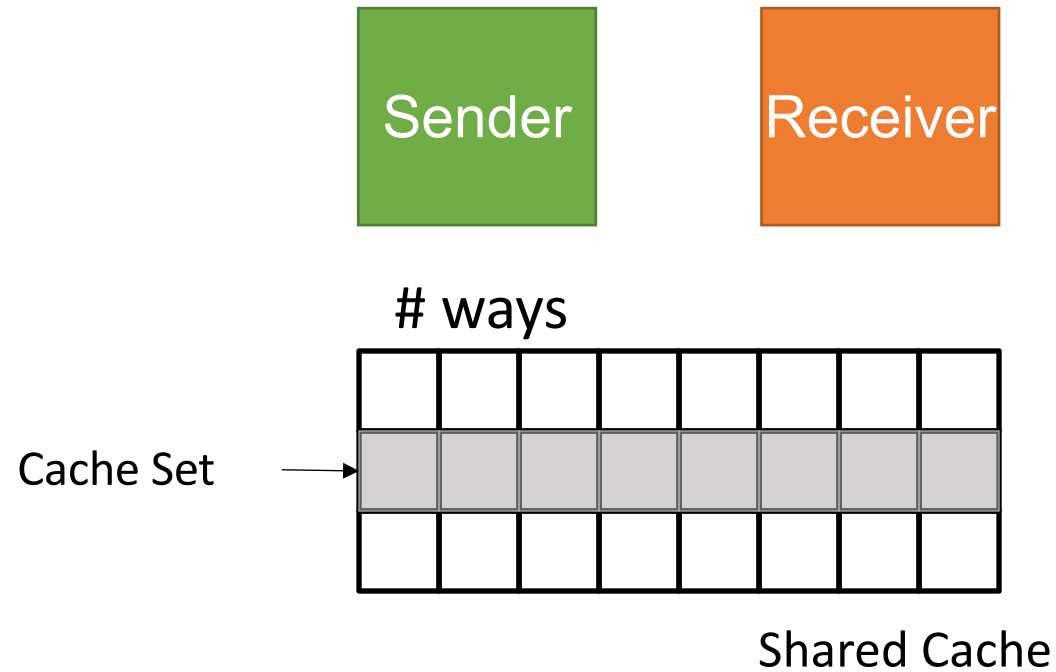 Sender
Receiver
# ways
Cache Set
Shared Cache